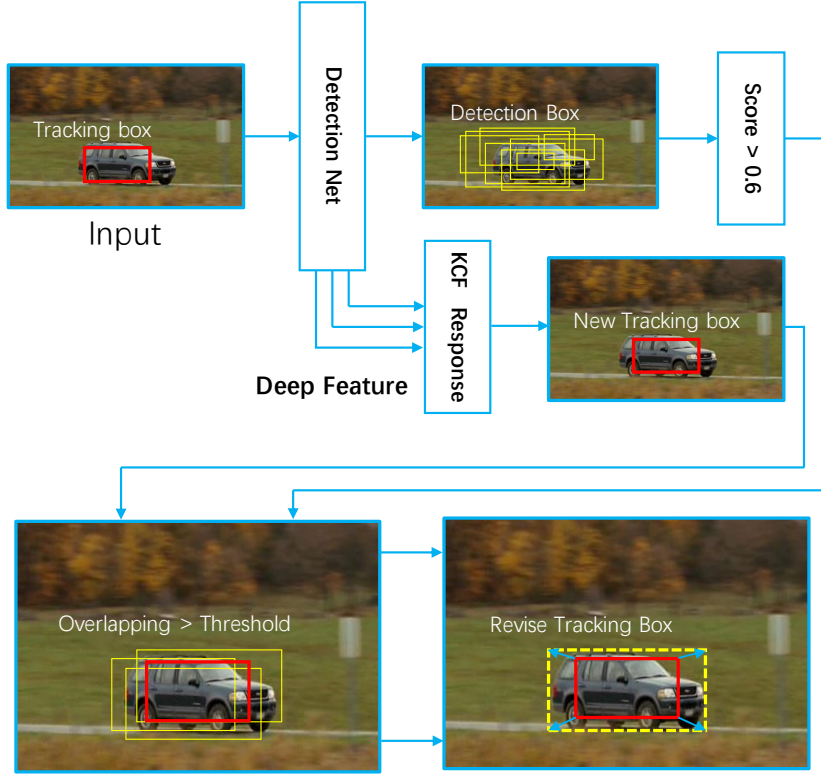 Detection Net
Score > 0.6
Tracking box
Detection Box
Input
KCF Response
New Tracking box
Deep Feature
Overlapping > Threshold
Revise Tracking Box